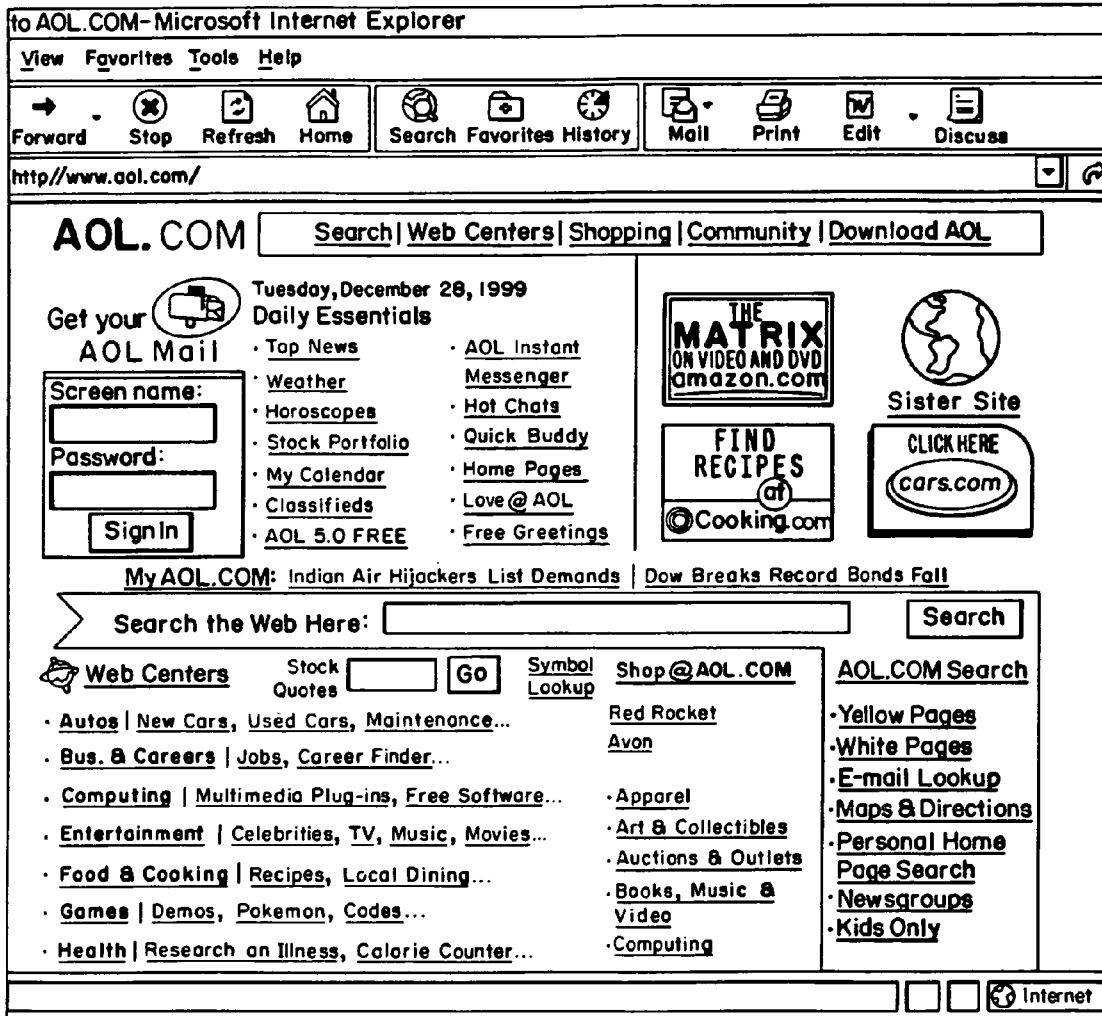 to AOL.COM-Microsoft Internet Explorer
View Favorites Tools Help
Forward Stop Refresh Home Search Favorites History Mail Print Edit Discuss
http//www.aol.com/
AOL.COM Search | Web Centers | Shopping | Community | Download AOL
Get your
AOL Mail
Screen name:
Password:
Sign In
Tuesday, December 28, 1999
Daily Essentials
· Top News
· Weather
· Horoscopes
· Stock Portfolio
· My Calendar
· Classifieds
· AOL 5.0 FREE
· AOL Instant
Messenger
· Hot Chats
· Quick Buddy
· Home Pages
· Love@AOL
· Free Greetings
THE
MATRIX
ON VIDEO AND DVD
amazon.com
Sister Site
FIND
RECIPES
at
Cooking.com
CLICK HERE
cars.com
My AOL.COM: Indian Air Hijackers List Demands | Dow Breaks Record Bonds Fall
Search the Web Here: Search
Web Centers
Stock
Quotes
Go
Symbol
Lookup
· Autos | New Cars, Used Cars, Maintenance...
· Bus. & Careers | Jobs, Career Finder...
· Computing | Multimedia Plug-ins, Free Software...
· Entertainment | Celebrities, TV, Music, Movies...
· Food & Cooking | Recipes, Local Dining...
· Games | Demos, Pokemon, Codes...
· Health | Research an Illness, Calorie Counter...
Shop@AOL.COM
Red Rocket
Avon
· Apparel
· Art & Collectibles
· Auctions & Outlets
· Books, Music &
Video
· Computing
AOL.COM Search
· Yellow Pages
· White Pages
· E-mail Lookup
· Maps & Directions
· Personal Home
Page Search
· Newsgroups
· Kids Only
Internet